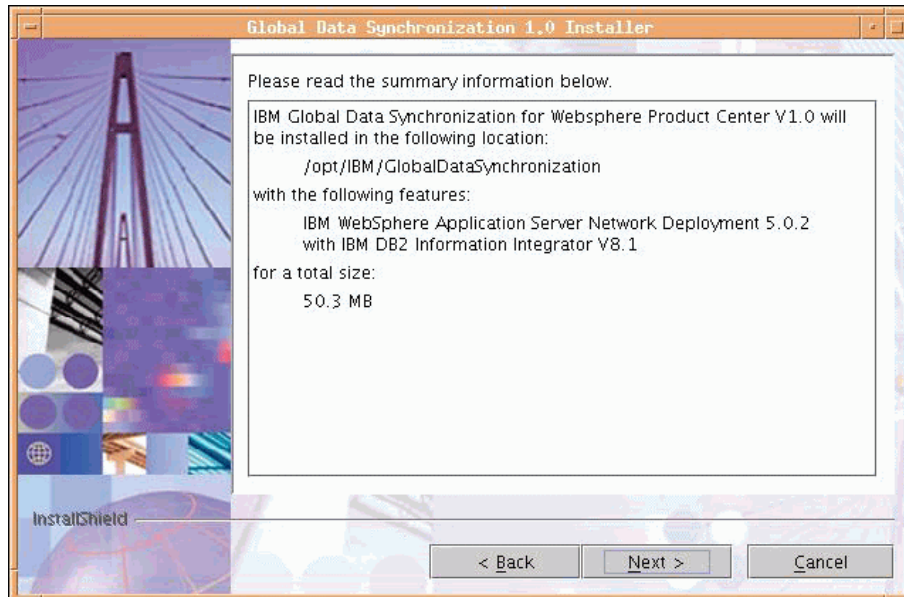 Global Data Synchronization 1.0 Installer
Please read the summary information below.
IBM Global Data Synchronization for Websphere Product Center V1.0 will
be installed in the following location:
/opt/IBM/GlobalDataSynchronization
with the following features:
IBM WebSphere Application Server Network Deployment 5.0.2
with IBM DB2 Information Integrator V8.1
for a total size:
50.3 MB
InstallShield
< Back
Next >
Cancel